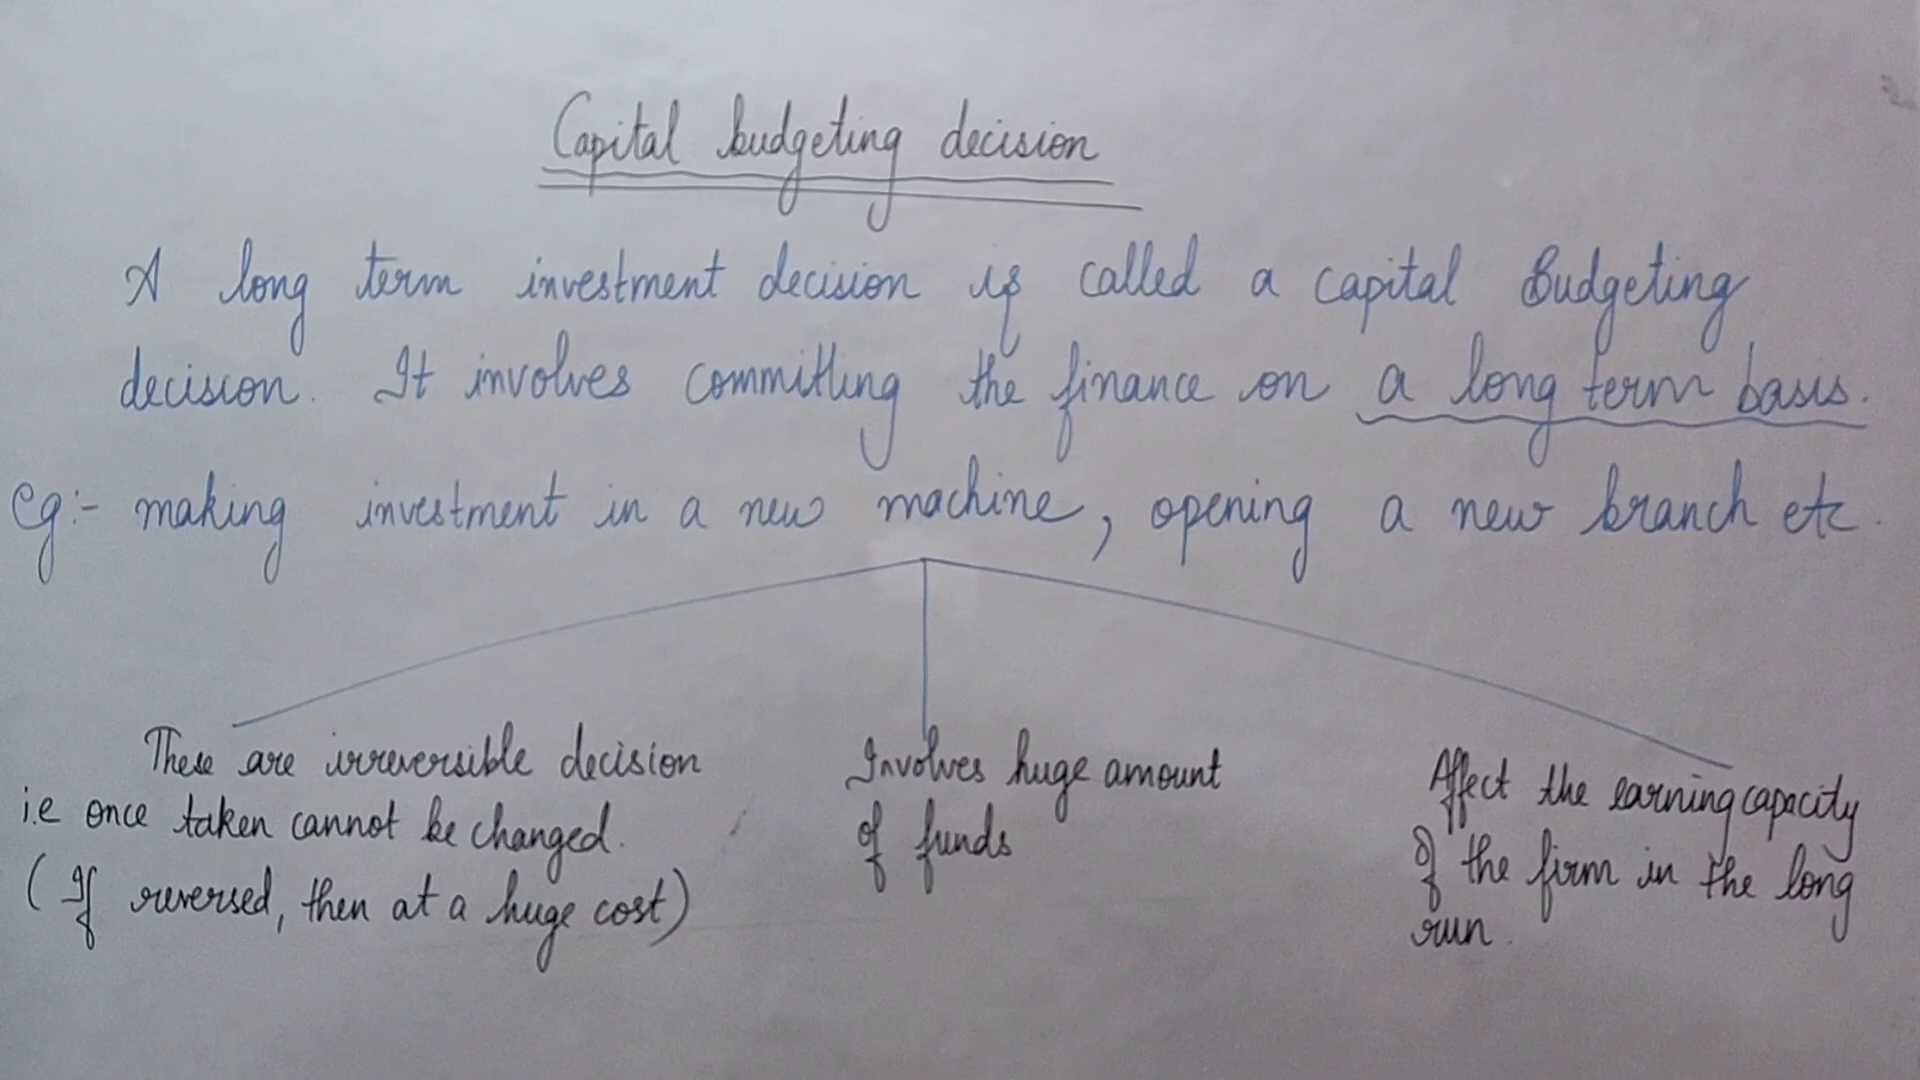 Capital budgeting decision
A long term investment decision is called a capital Budgeting
decision. It involves committing the finance on a long term basis.
eg:- making investment in a new machine, opening a new branch etc.
These are irreversible decision
i.e once taken cannot be changed.
(If reversed, then at a huge cost)
Involves huge amount
of funds
Affect the earning capacity
of the firm in the long
run.